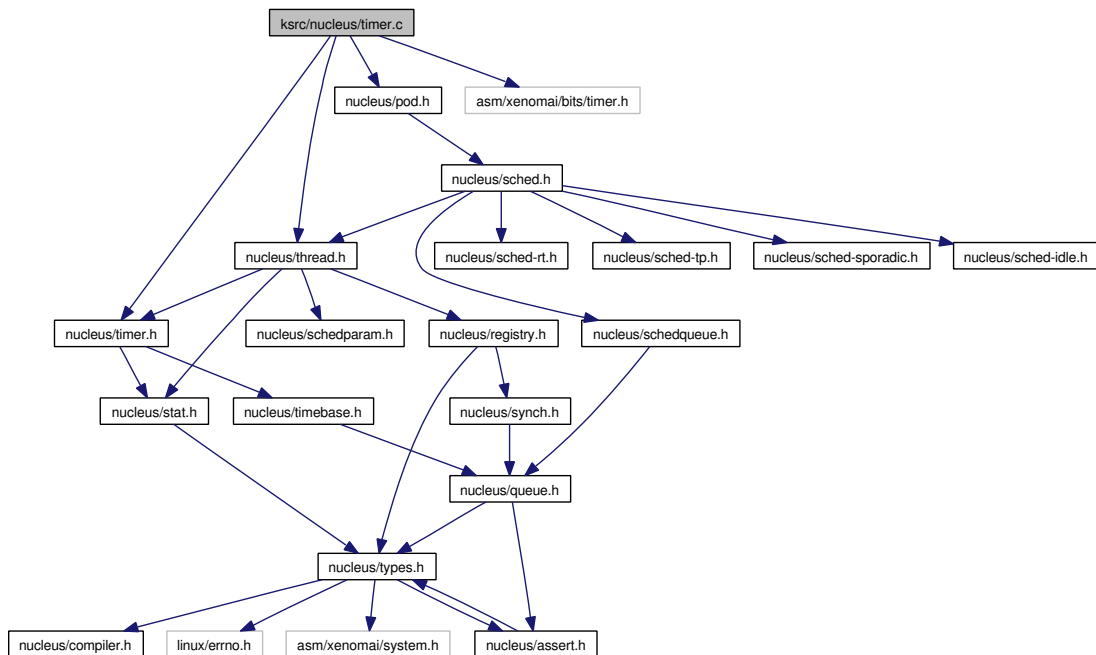 ksrc/nucleus/timer.c
nucleus/pod.h
asm/xenomai/bits/timer.h
nucleus/sched.h
nucleus/thread.h
nucleus/sched-rt.h
nucleus/sched-tp.h
nucleus/sched-sporadic.h
nucleus/sched-idle.h
nucleus/timer.h
nucleus/schedparam.h
nucleus/registry.h
nucleus/schedqueue.h
nucleus/stat.h
nucleus/timebase.h
nucleus/synch.h
nucleus/queue.h
nucleus/types.h
nucleus/compiler.h
linux/errno.h
asm/xenomai/system.h
nucleus/assert.h